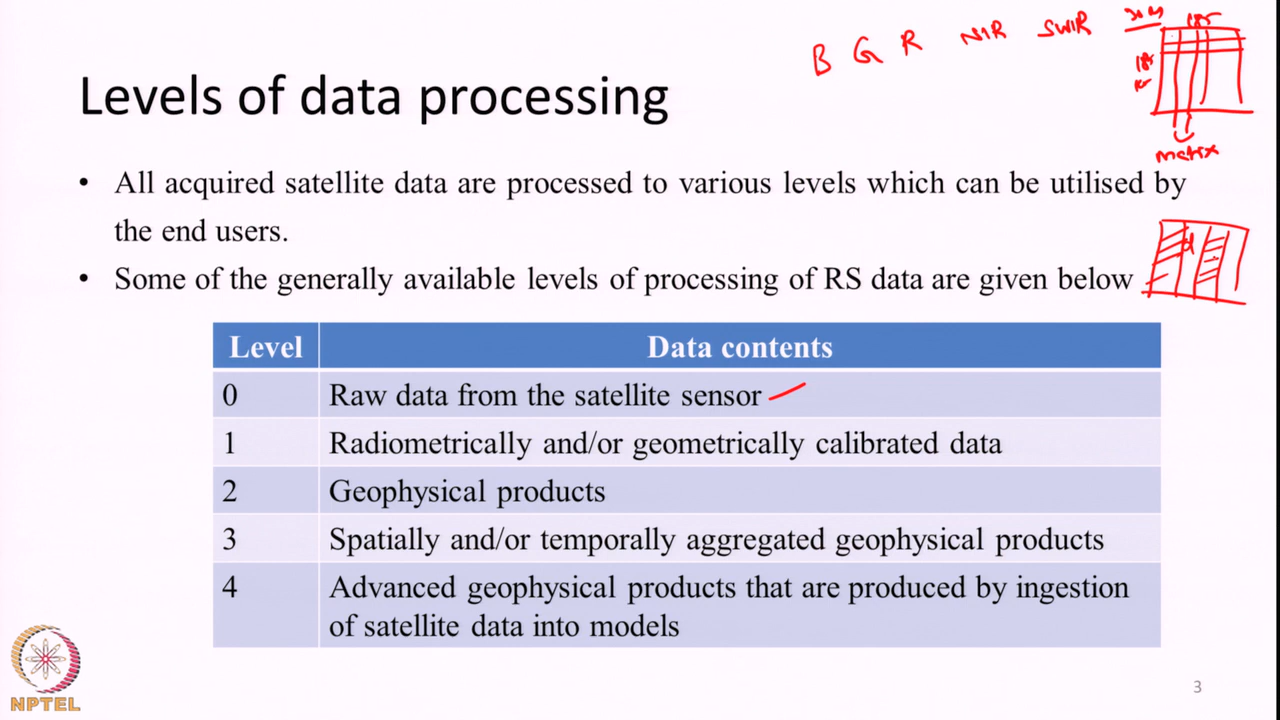 B G R NIR SWIR
185
185
matrix
Levels of data processing
• All acquired satellite data are processed to various levels which can be utilised by
the end users.
• Some of the generally available levels of processing of RS data are given below
Level Data contents
0 Raw data from the satellite sensor
1 Radiometrically and/or geometrically calibrated data
2 Geophysical products
3 Spatially and/or temporally aggregated geophysical products
4 Advanced geophysical products that are produced by ingestion
of satellite data into models
NPTEL
3